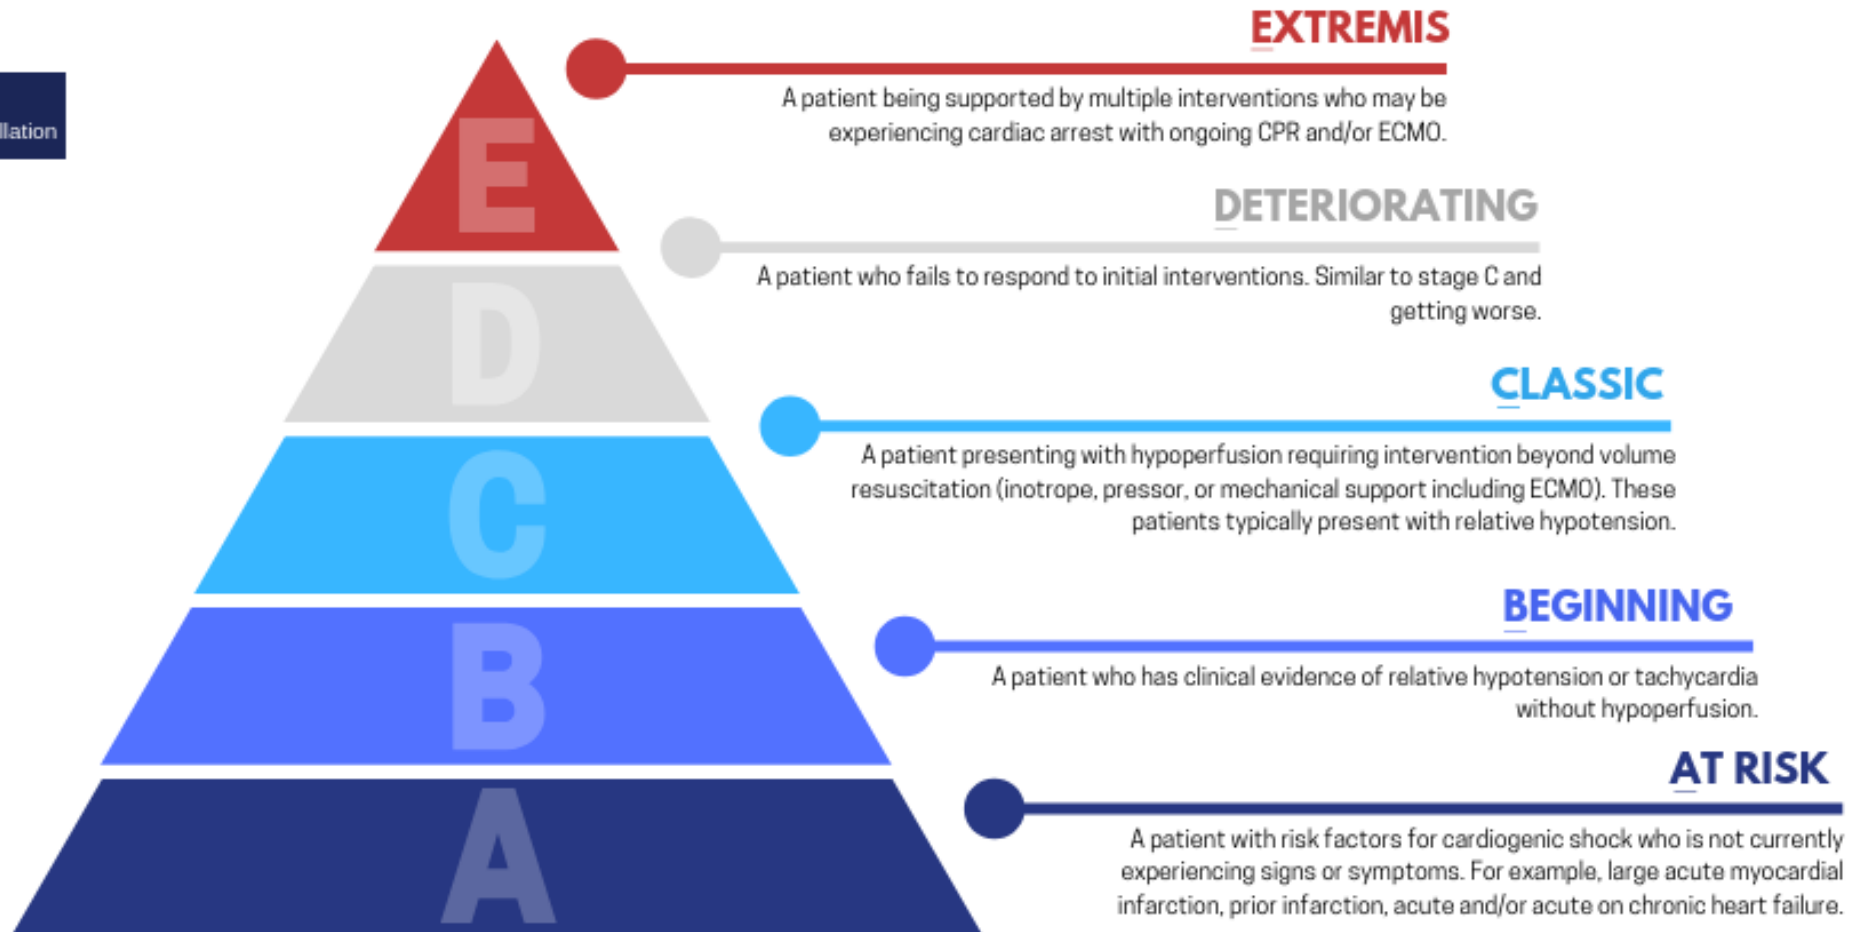 EXTREMIS
A patient being supported by multiple interventions who may be
experiencing cardiac arrest with ongoing CPR and/or ECMO.
llation
E
DETERIORATING
A patient who fails to respond to initial interventions. Similar to stage C and
getting worse.
D
CLASSIC
A patient presenting with hypoperfusion requiring intervention beyond volume
resuscitation (inotrope, pressor, or mechanical support including ECMO). These
patients typically present with relative hypotension.
C
BEGINNING
A patient who has clinical evidence of relative hypotension or tachycardia
without hypoperfusion.
B
AT RISK
A patient with risk factors for cardiogenic shock who is not currently
experiencing signs or symptoms. For example, large acute myocardial
infarction, prior infarction, acute and/or acute on chronic heart failure.
A